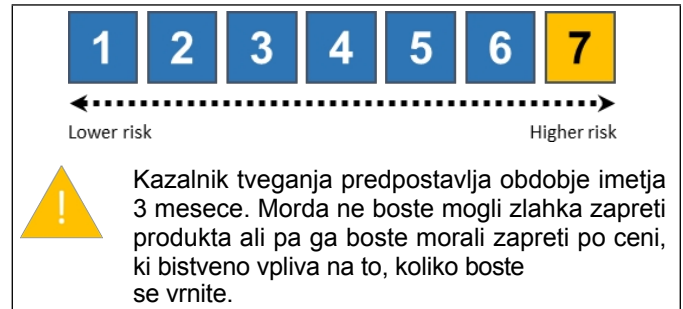 1 2 3 4 5 6 7
Lower risk Higher risk
!
Kazalnik tveganja predpostavlja obdobje imetja
3 mesece. Morda ne boste mogli zlahka zapreti
produkta ali pa ga boste morali zapreti po ceni,
ki bistveno vpliva na to, koliko boste
se vrnite.